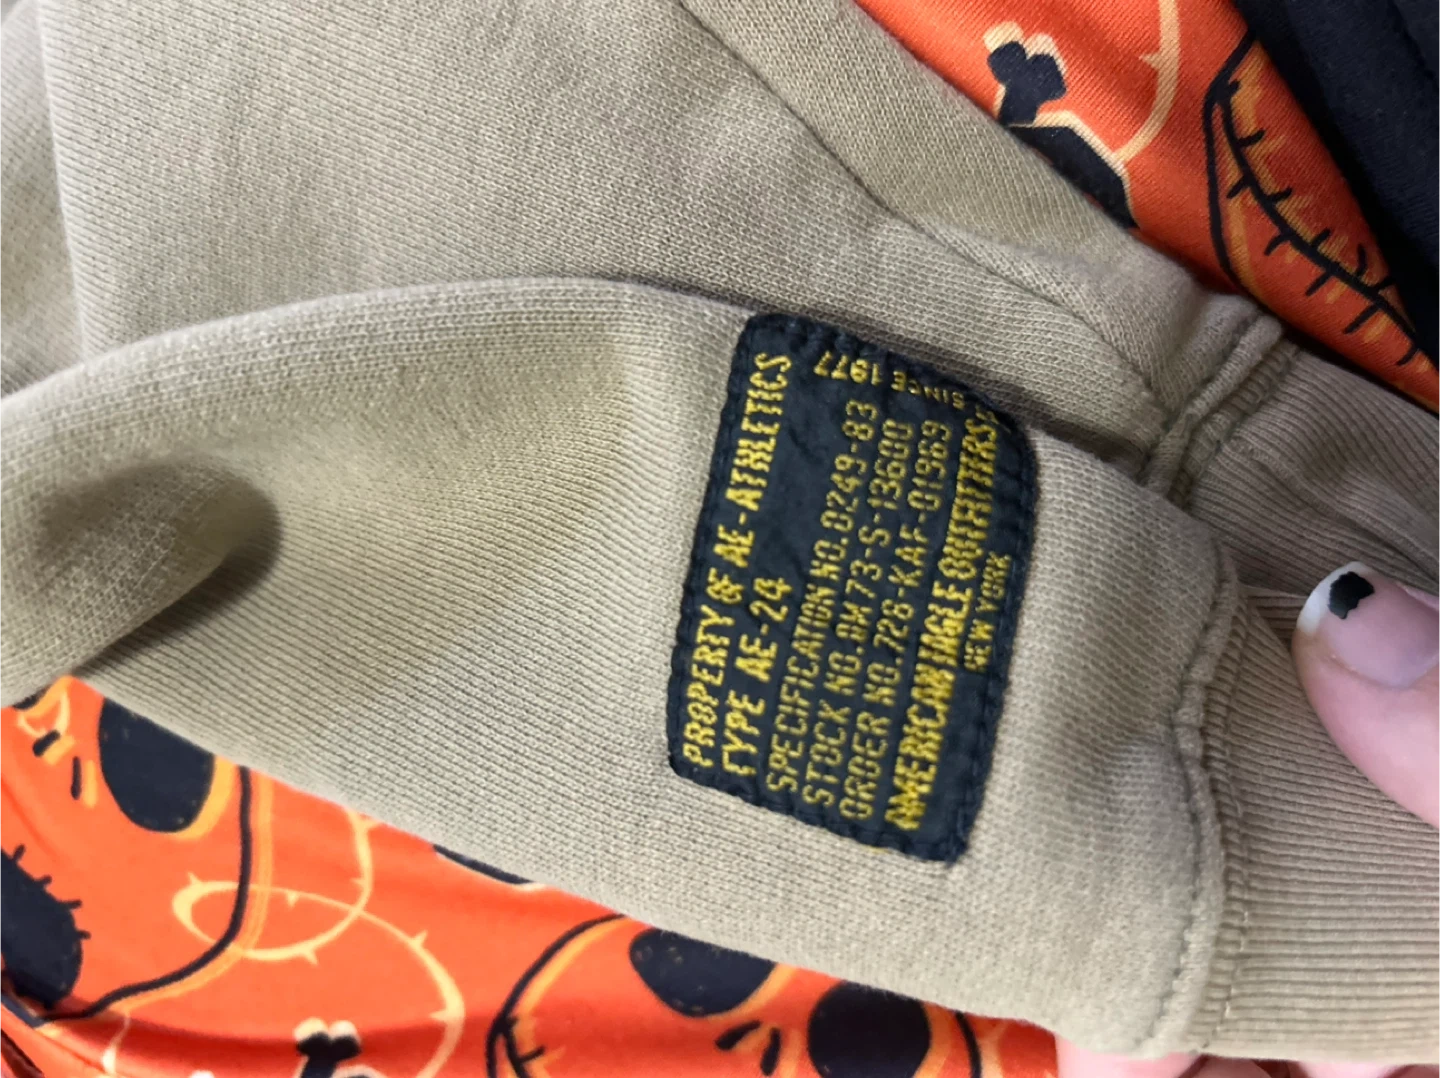 PROPERTY OF AE-ATHLETICS
TYPE AE-24
SPECIFICATION NO.0249-83
STOCK NO.AW73-S-13600
ORDER NO.728-KAF-01969
AMERICAN EAGLE OUTFITTERS
NEW YORK
SINCE 1977